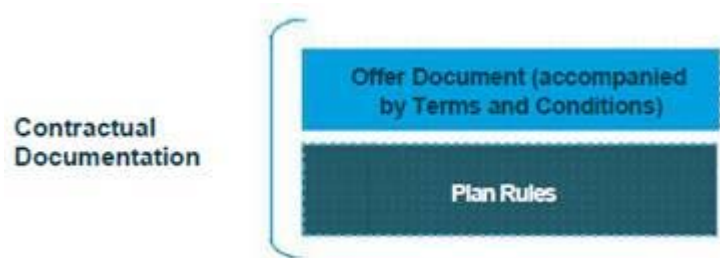 Contractual
Documentation
Offer Document (accompanied
by Terms and Conditions)
Plan Rules